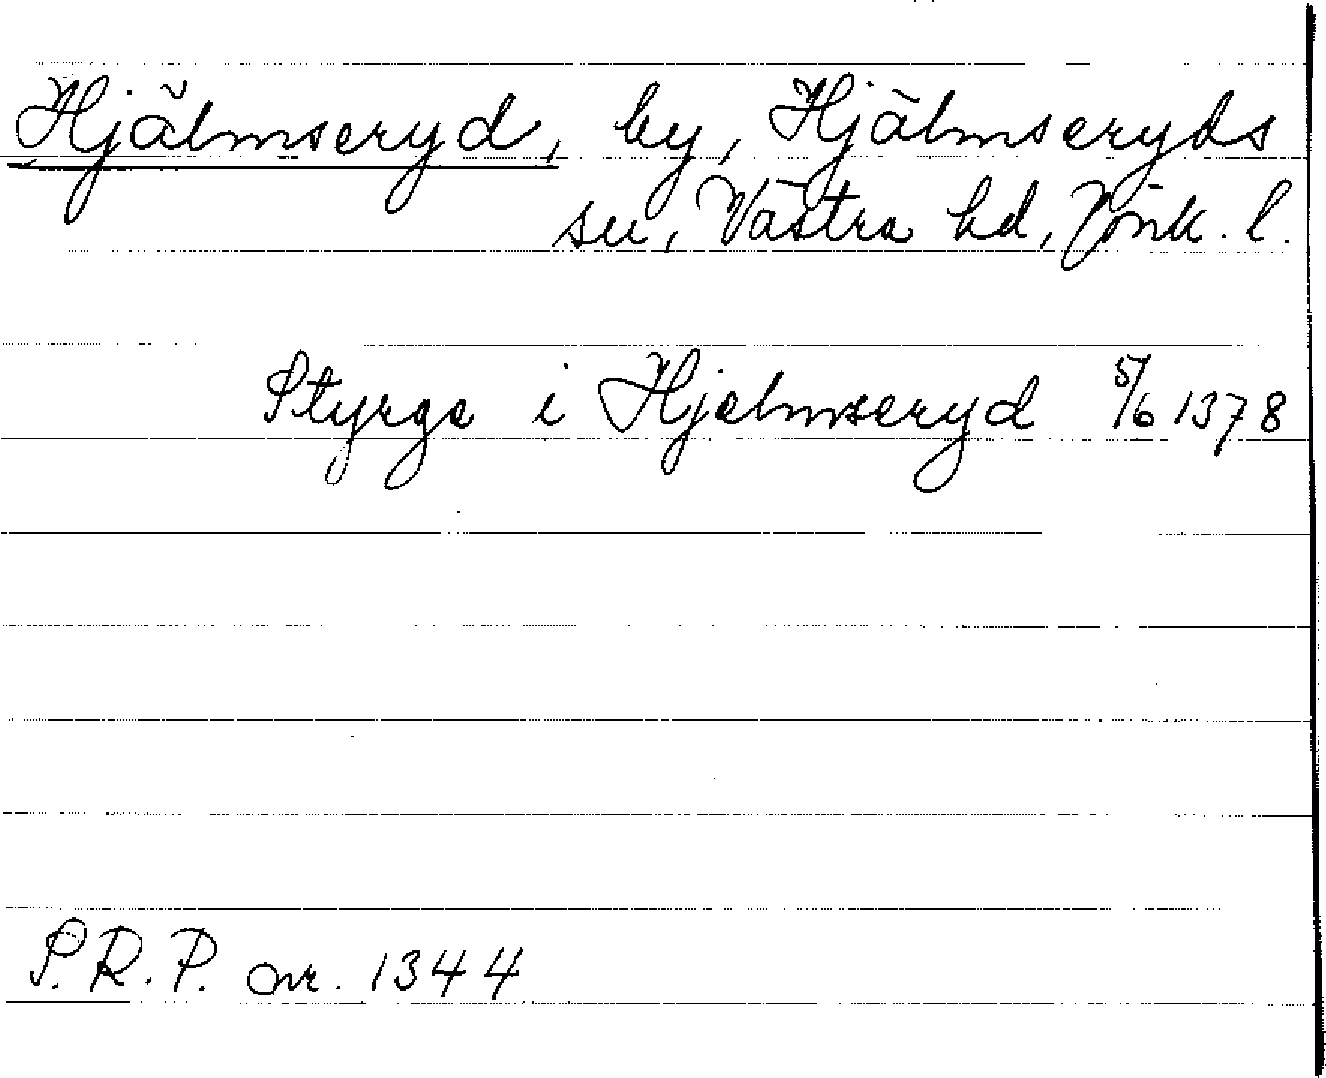 Hjälmseryd, by, Hjälmseryds
sn, Västra hd, Jönk. l.
Styrge i Hjelmseryd 5/6 1378
S.R.P. nr. 1344